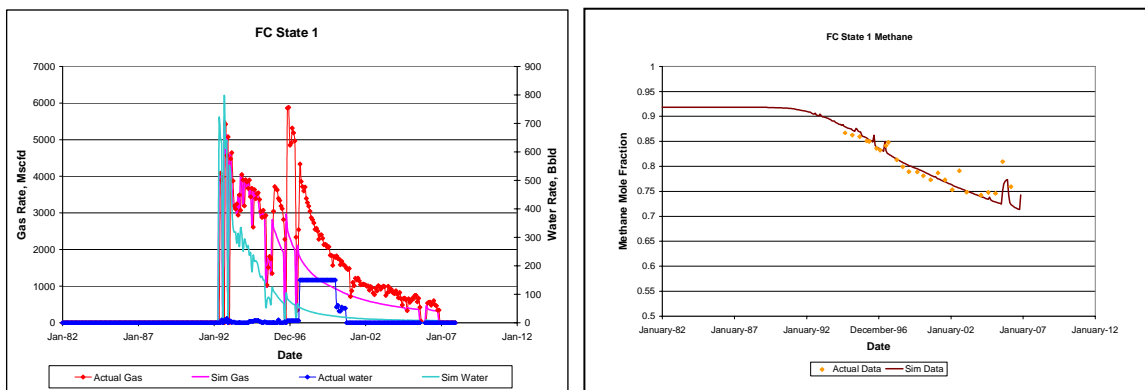 FC State 1
7000
6000
5000
4000
3000
2000
1000
0
Gas Rate, Mscfd
900
800
700
600
500
400
300
200
100
0
Water Rate, Bbld
Jan-82 Jan-87 Jan-92 Dec-96 Jan-02 Jan-07 Jan-12
Date
Actual Gas Sim Gas Actual water Sim Water
FC State 1 Methane
1
0.95
0.9
0.85
0.8
0.75
0.7
0.65
0.6
0.55
0.5
Methane Mole Fraction
January-82 January-87 January-92 December-96 January-02 January-07 January-12
Date
Actual Data Sim Data